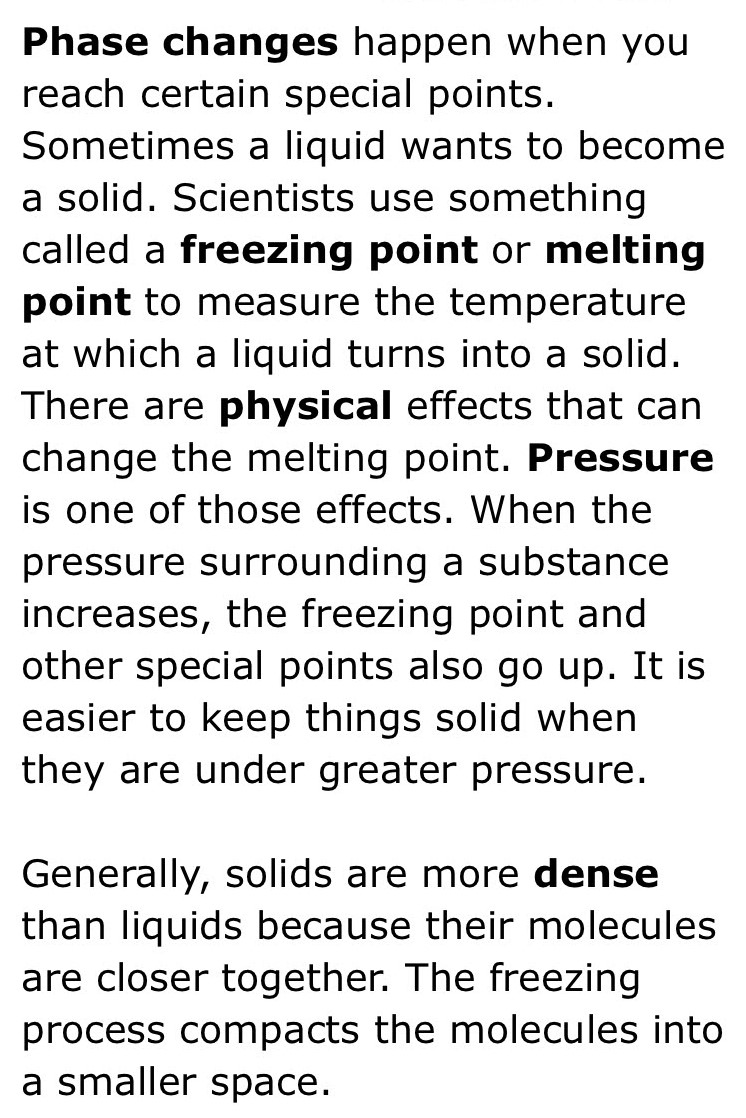 Phase changes happen when you
reach certain special points.
Sometimes a liquid wants to become
a solid. Scientists use something
called a freezing point or melting
point to measure the temperature
at which a liquid turns into a solid.
There are physical effects that can
change the melting point. Pressure
is one of those effects. When the
pressure surrounding a substance
increases, the freezing point and
other special points also go up. It is
easier to keep things solid when
they are under greater pressure.

Generally, solids are more dense
than liquids because their molecules
are closer together. The freezing
process compacts the molecules into
a smaller space.